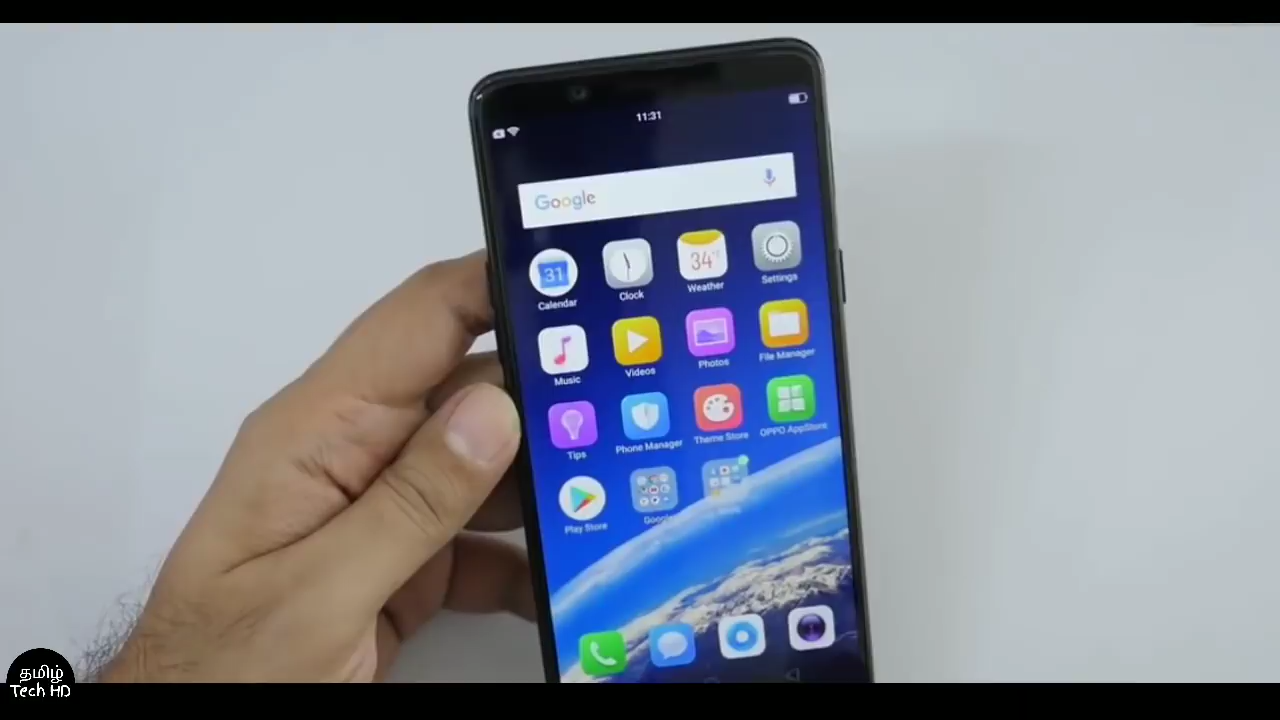 11:31
Google
31
34°
Calendar
Clock
Weather
Settings
Music
Videos
Photos
File Manager
Tips
Phone Manager
Theme Store
OPPO AppStore
Play Store
Google
தமிழ்
Tech HD